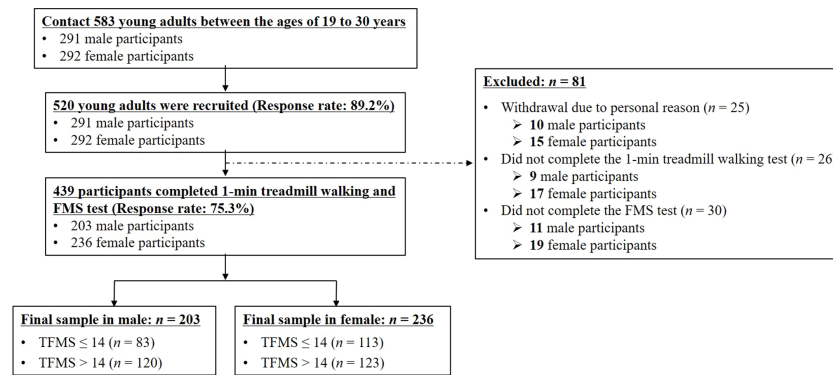 Contact 583 young adults between the ages of 19 to 30 years
• 291 male participants
• 292 female participants
520 young adults were recruited (Response rate: 89.2%)
• 291 male participants
• 292 female participants
439 participants completed 1-min treadmill walking and
FMS test (Response rate: 75.3%)
• 203 male participants
• 236 female participants
Excluded: n = 81
• Withdrawal due to personal reason (n = 25)
➢ 10 male participants
➢ 15 female participants
• Did not complete the 1-min treadmill walking test (n = 26
➢ 9 male participants
➢ 17 female participants
• Did not complete the FMS test (n = 30)
➢ 11 male participants
➢ 19 female participants
Final sample in male: n = 203
• TFMS ≤ 14 (n = 83)
• TFMS > 14 (n = 120)
Final sample in female: n = 236
• TFMS ≤ 14 (n = 113)
• TFMS > 14 (n = 123)